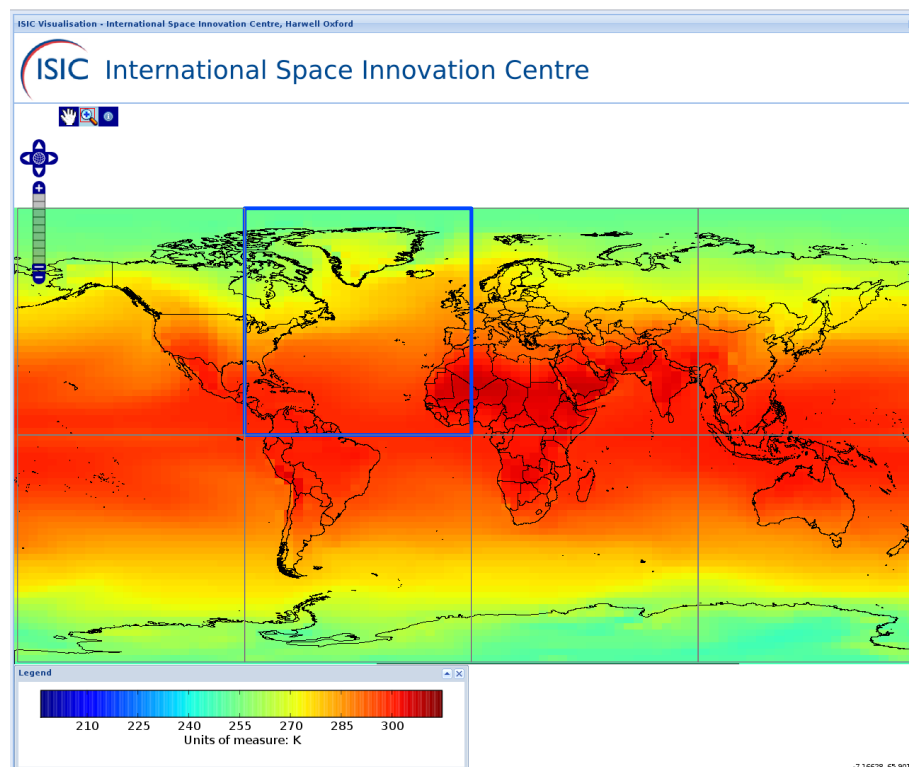 ISIC Visualisation - International Space Innovation Centre, Harwell Oxford
ISIC International Space Innovation Centre
Legend
210 225 240 255 270 285 300
Units of measure: K